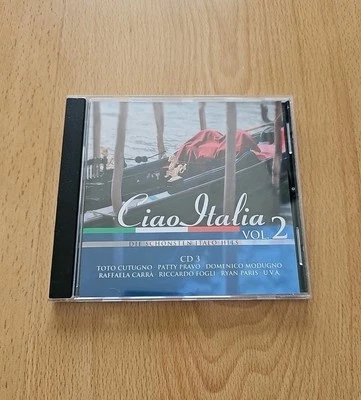 Ciao Italia
VOL. 2
DIE SCHÖNSTEN ITALO HITS
CD 3
TOTO CUTUGNO · PATTY PRAVO · DOMENICO MODUGNO
RAFFAELA CARRA · RICCARDO FOGLI · RYAN PARIS · U.V.A.